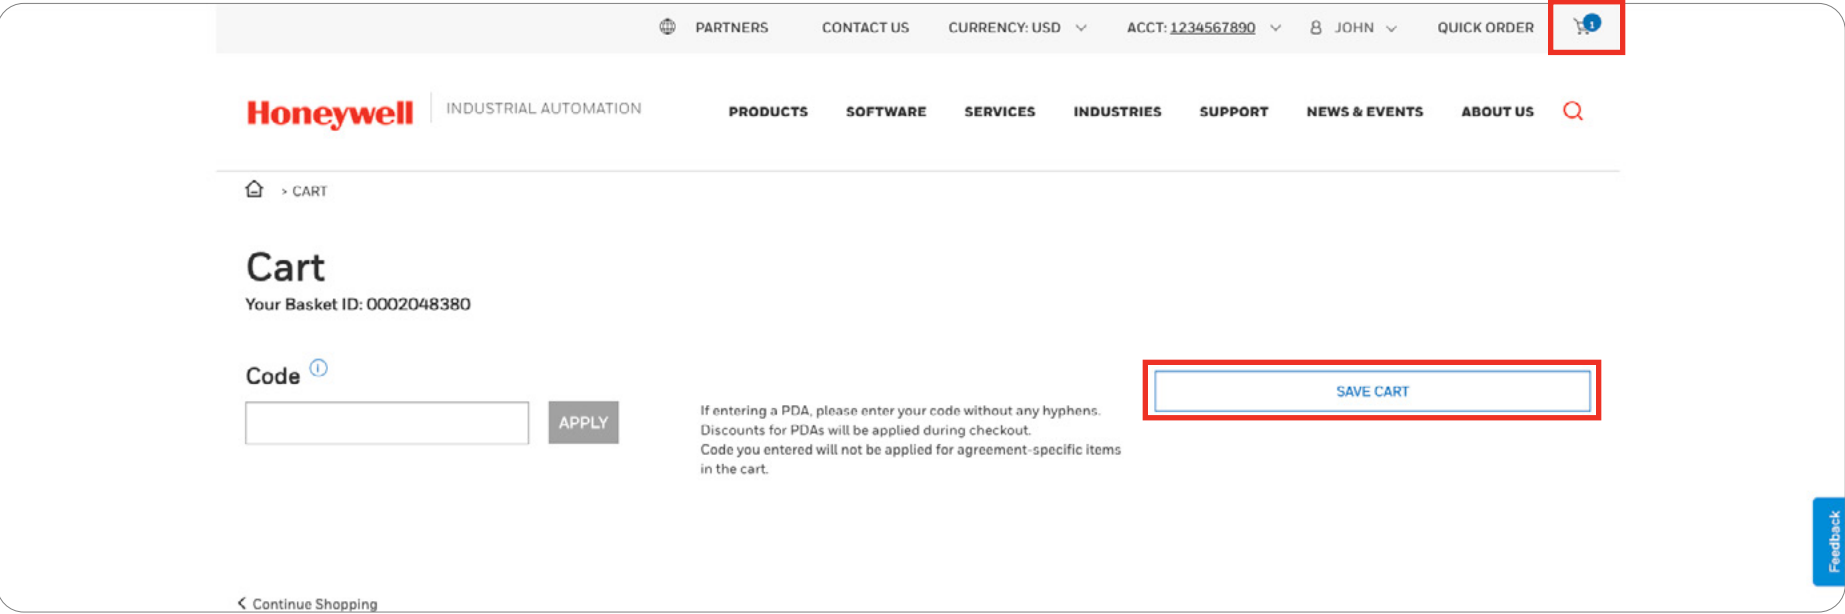 PARTNERS CONTACT US CURRENCY: USD ACCT: 1234567890 JOHN QUICK ORDER 1
Honeywell INDUSTRIAL AUTOMATION PRODUCTS SOFTWARE SERVICES INDUSTRIES SUPPORT NEWS & EVENTS ABOUT US
> CART
Cart
Your Basket ID: 0002048380
Code i
APPLY
If entering a PDA, please enter your code without any hyphens.
Discounts for PDAs will be applied during checkout.
Code you entered will not be applied for agreement-specific items
in the cart.
SAVE CART
Feedback
< Continue Shopping